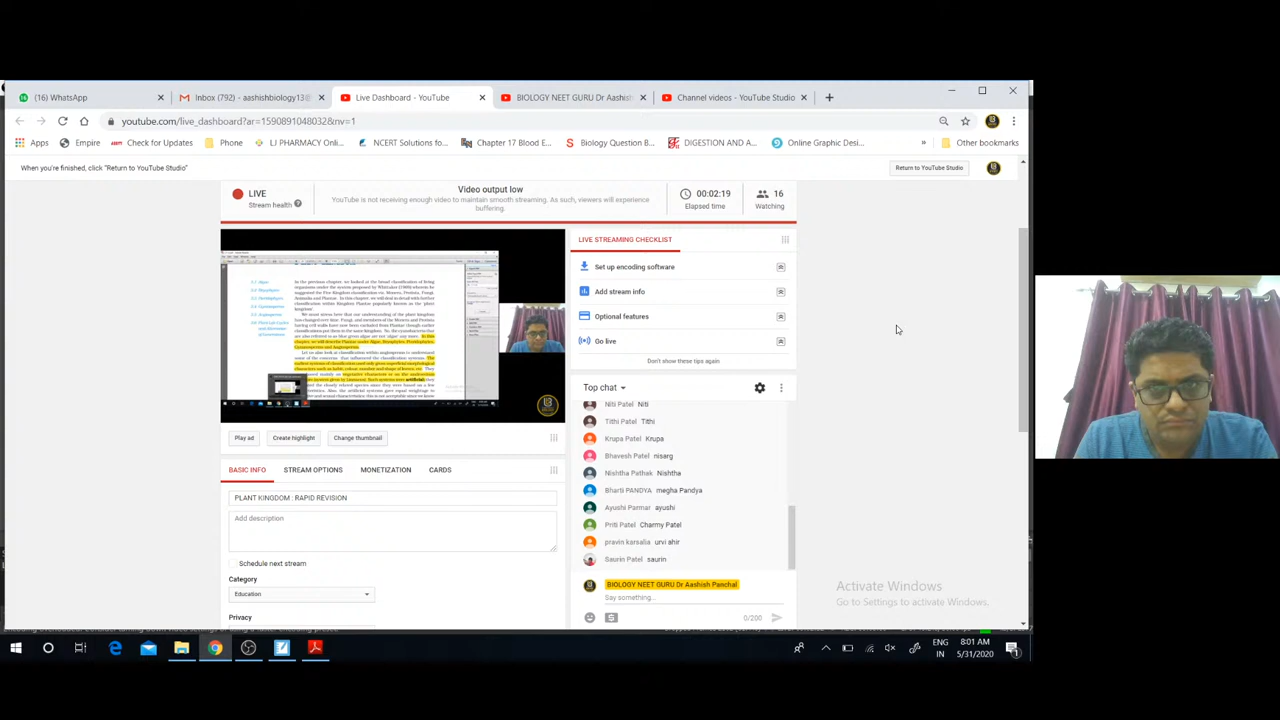 (16) WhatsApp
Inbox (792) - aashishbiology13@
Live Dashboard - YouTube
BIOLOGY NEET GURU Dr Aashish
Channel videos - YouTube Studio
youtube.com/live_dashboard?ar=1590891048032&nv=1
Apps
Empire
Check for Updates
Phone
LJ PHARMACY Onli...
NCERT Solutions fo...
Chapter 17 Blood E...
Biology Question B...
DIGESTION AND A...
Online Graphic Desi...
Other bookmarks
When you're finished, click "Return to YouTube Studio"
Return to YouTube Studio
LIVE
Stream health
Video output low
YouTube is not receiving enough video to maintain smooth streaming. As such, viewers will experience
buffering.
00:02:19
Elapsed time
16
Watching
LIVE STREAMING CHECKLIST
Set up encoding software
Add stream info
Optional features
Go live
Don't show these tips again
Top chat
Niti Patel Niti
Tithi Patel Tithi
Krupa Patel Krupa
Bhavesh Patel nisarg
Nishtha Pathak Nishtha
Bharti PANDYA megha Pandya
Ayushi Parmar ayushi
Priti Patel Charmy Patel
pravin karsalia urvi ahir
Saurin Patel saurin
BIOLOGY NEET GURU Dr Aashish Panchal
Say something...
0/200
Play ad
Create highlight
Change thumbnail
BASIC INFO
STREAM OPTIONS
MONETIZATION
CARDS
PLANT KINGDOM : RAPID REVISION
Add description
Schedule next stream
Category
Education
Privacy
Activate Windows
Go to Settings to activate Windows.
ENG
IN
8:01 AM
5/31/2020